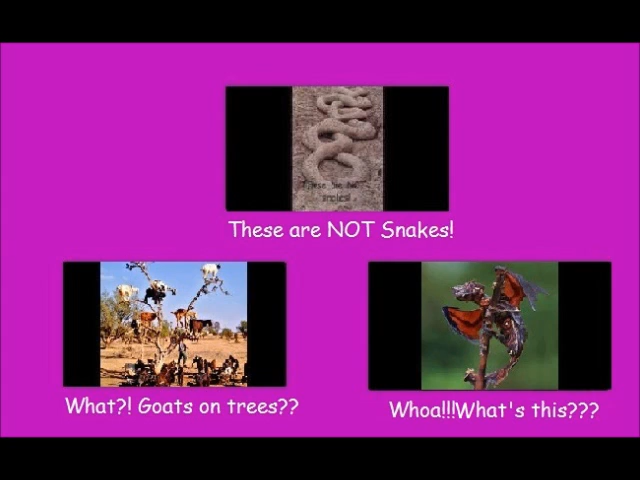 These are NOT Snakes!
What?! Goats on trees??
Whoa!!!What's this???